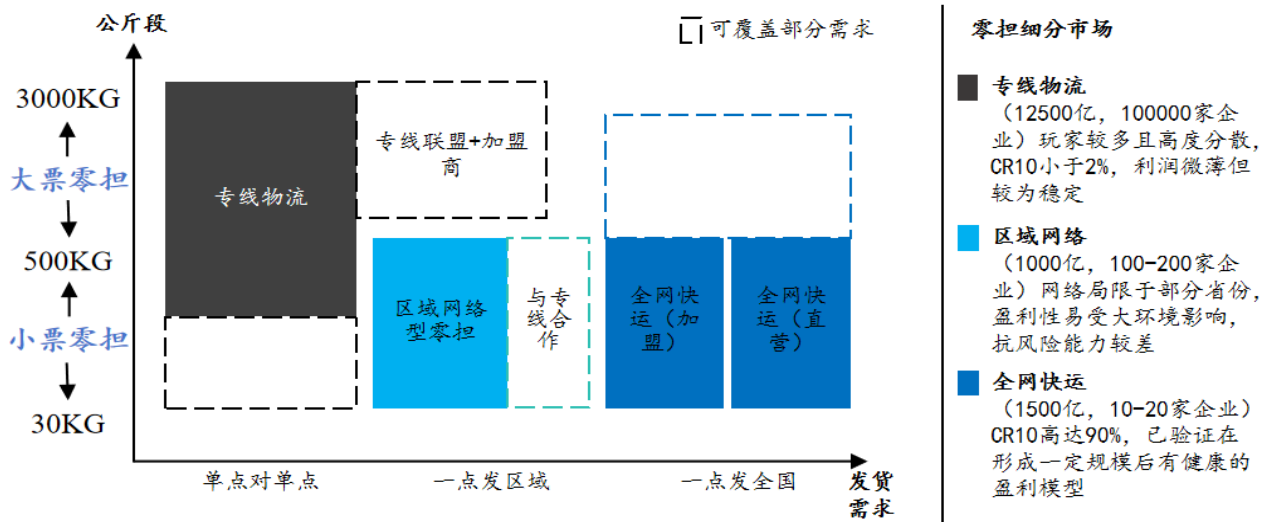 公斤段
可覆盖部分需求
3000KG
大票零担
500KG
小票零担
30KG
专线物流
专线联盟+加盟
商
区域网络
型零担
与专
线合
作
全网快
运（加
盟）
全网快
运（直
营）
单点对单点
一点发区域
一点发全国
发货
需求
零担细分市场
专线物流
（12500亿，100000家企
业）玩家较多且高度分散，
CR10小于2%，利润微薄但
较为稳定
区域网络
（1000亿，100-200家企
业）网络局限于部分省份，
盈利性易受大环境影响，
抗风险能力较差
全网快运
（1500亿，10-20家企业）
CR10高达90%，已验证在
形成一定规模后有健康的
盈利模型